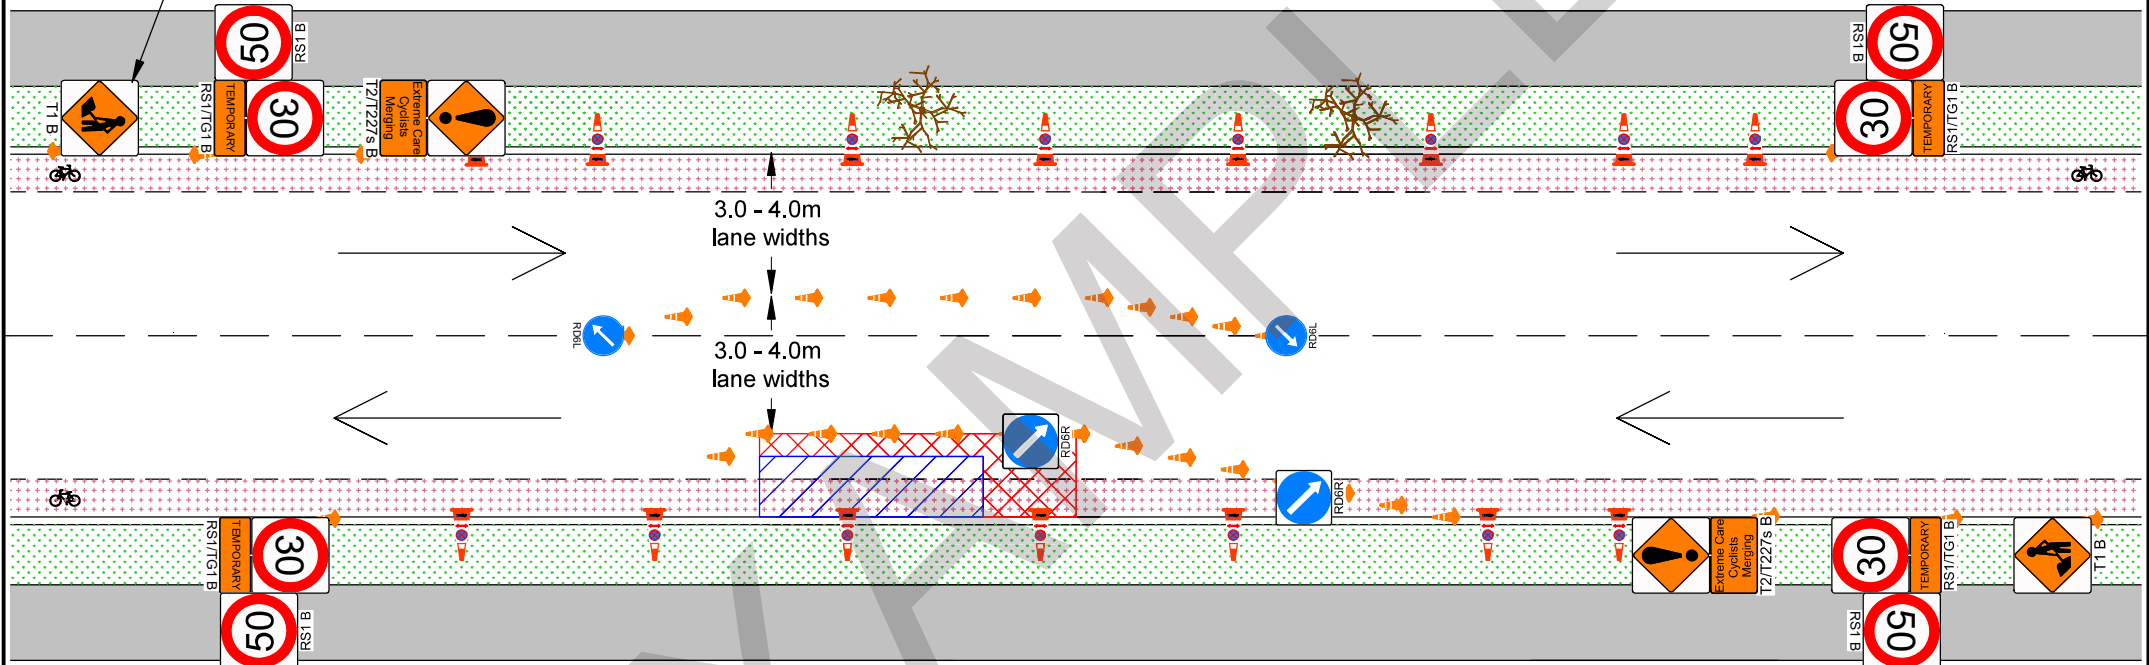 50
RS1 B
T1 B
RS1/TG1 B
TEMPORARY
30
T2/T227s B
Extreme Care
Cyclists
Merging
50
RS1 B
30
TEMPORARY
RS1/TG1 B
3.0 - 4.0m
lane widths
RD6L
RD6L
3.0 - 4.0m
lane widths
RD6R
RD6R
RS1/TG1 B
TEMPORARY
30
50
RS1 B
Extreme Care
Cyclists
Merging
T2/T227s B
30
TEMPORARY
RS1/TG1 B
T1 B
RS1 B
50